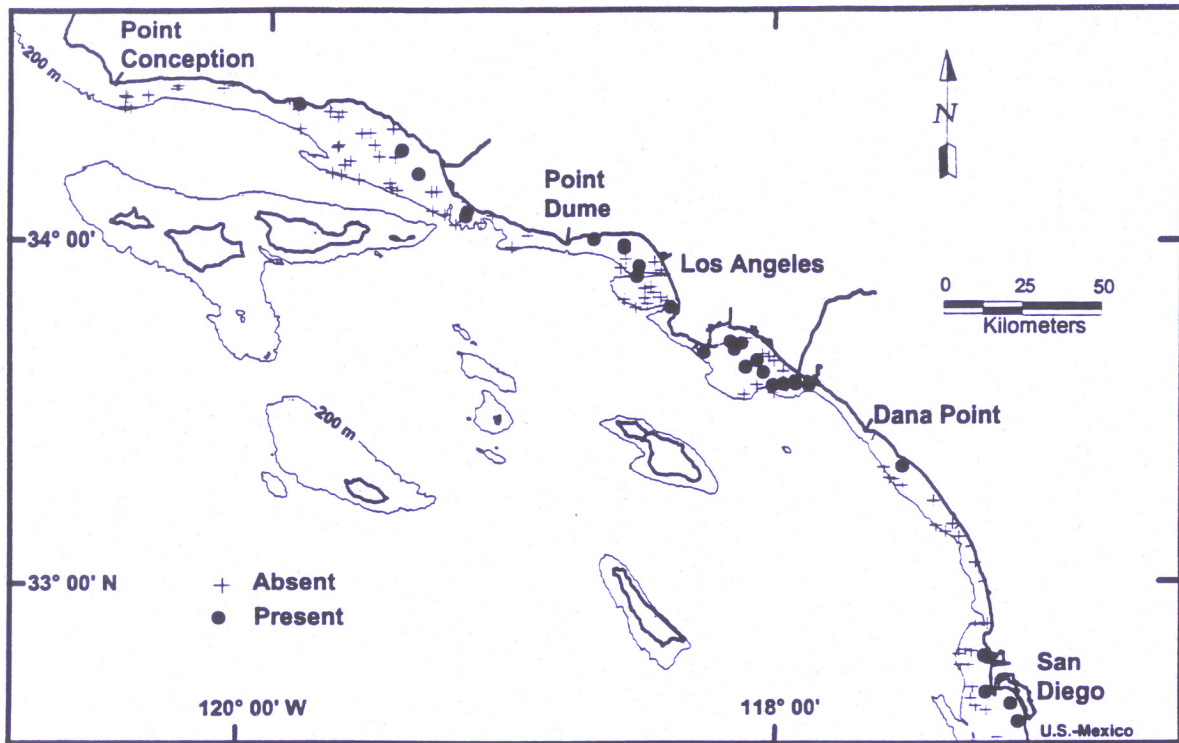 Point
Conception
200 m
N
Point
Dume
34° 00'
Los Angeles
0 25 50
Kilometers
200 m
Dana Point
33° 00' N
+ Absent
● Present
San
Diego
120° 00' W
118° 00'
U.S.-Mexico